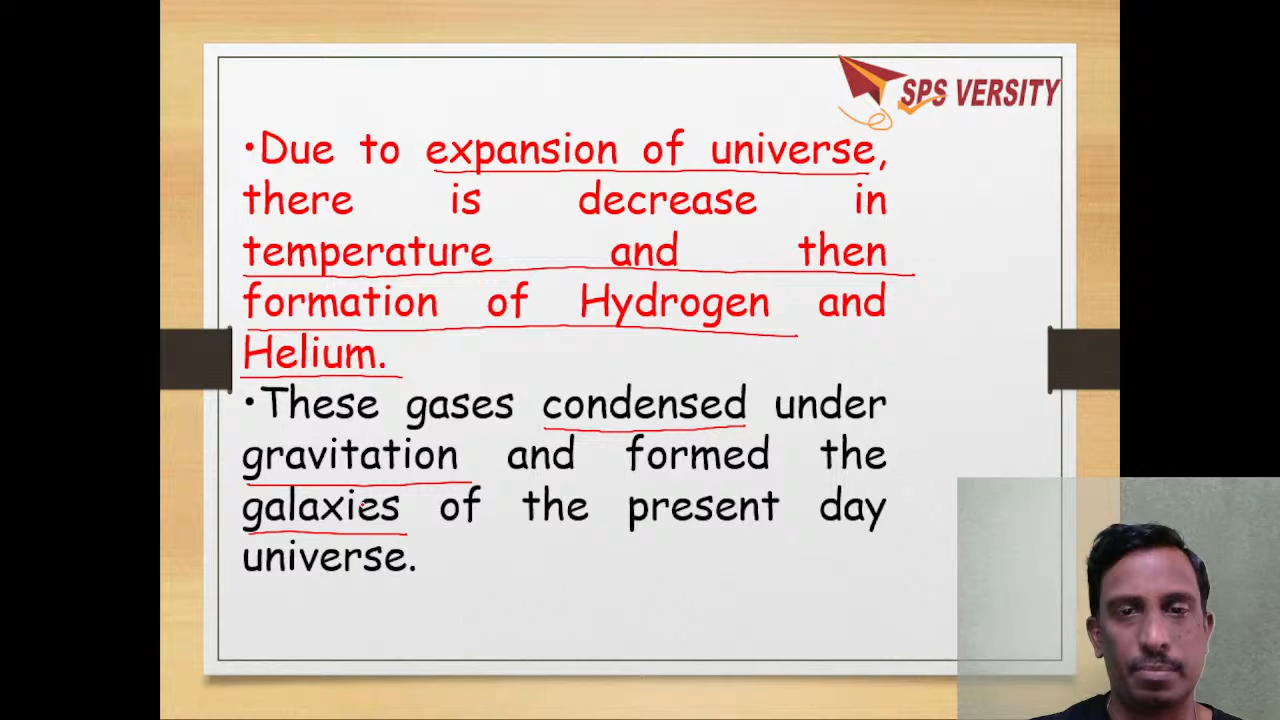 SPS VERSITY
•Due to expansion of universe,
there is decrease in
temperature and then
formation of Hydrogen and
Helium.
•These gases condensed under
gravitation and formed the
galaxies of the present day
universe.